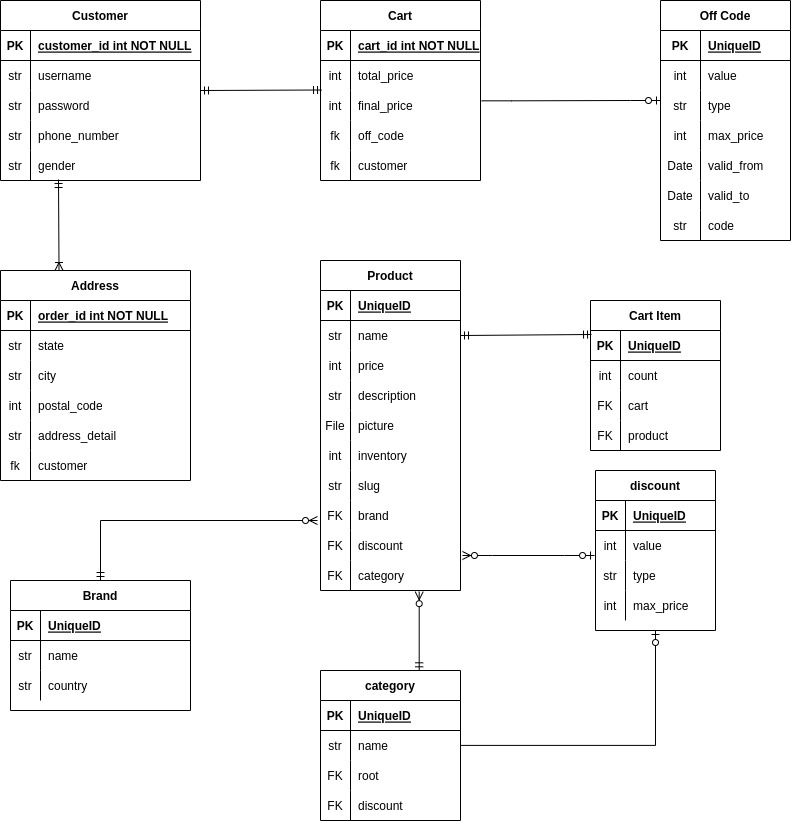 Customer
PK customer_id int NOT NULL
str username
str password
str phone_number
str gender
Cart
PK cart_id int NOT NULL
int total_price
int final_price
fk off_code
fk customer
Off Code
PK UniqueID
int value
str type
int max_price
Date valid_from
Date valid_to
str code
Address
PK order_id int NOT NULL
str state
str city
int postal_code
str address_detail
fk customer
Product
PK UniqueID
str name
int price
str description
File picture
int inventory
str slug
FK brand
FK discount
FK category
Cart Item
PK UniqueID
int count
FK cart
FK product
discount
PK UniqueID
int value
str type
int max_price
Brand
PK UniqueID
str name
str country
category
PK UniqueID
str name
FK root
FK discount